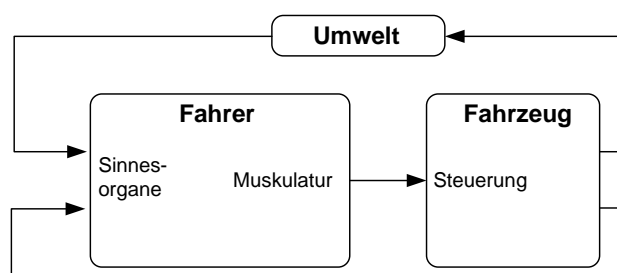 Umwelt
Fahrer
Fahrzeug
Sinnes-
organe
Muskulatur
Steuerung